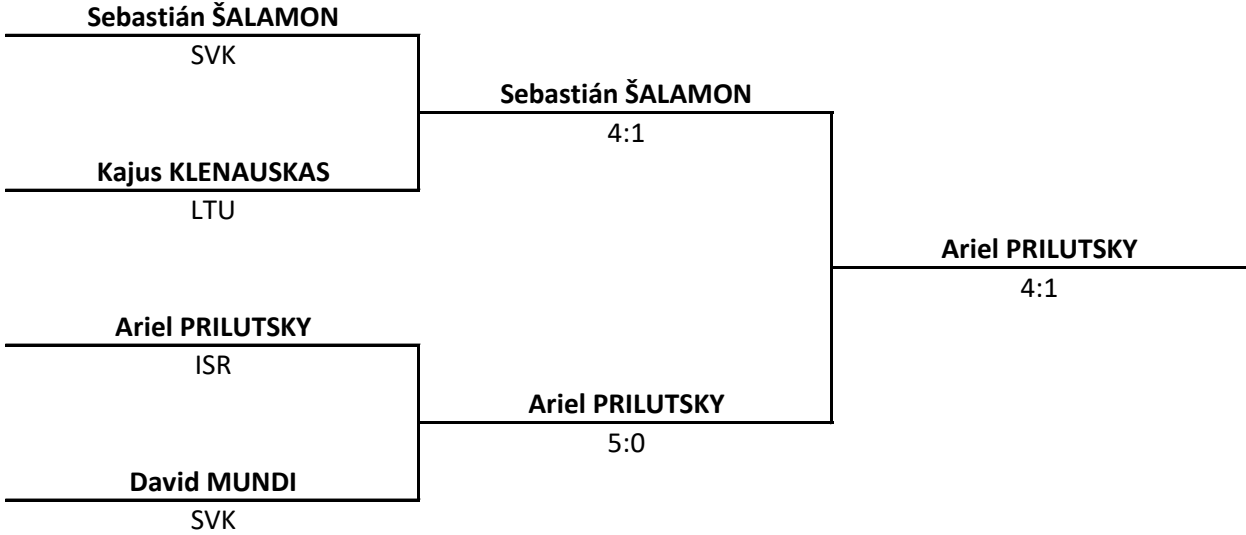 Sebastián ŠALAMON
SVK
Sebastián ŠALAMON
4:1
Kajus KLENAUSKAS
LTU
Ariel PRILUTSKY
4:1
Ariel PRILUTSKY
ISR
Ariel PRILUTSKY
5:0
David MUNDI
SVK